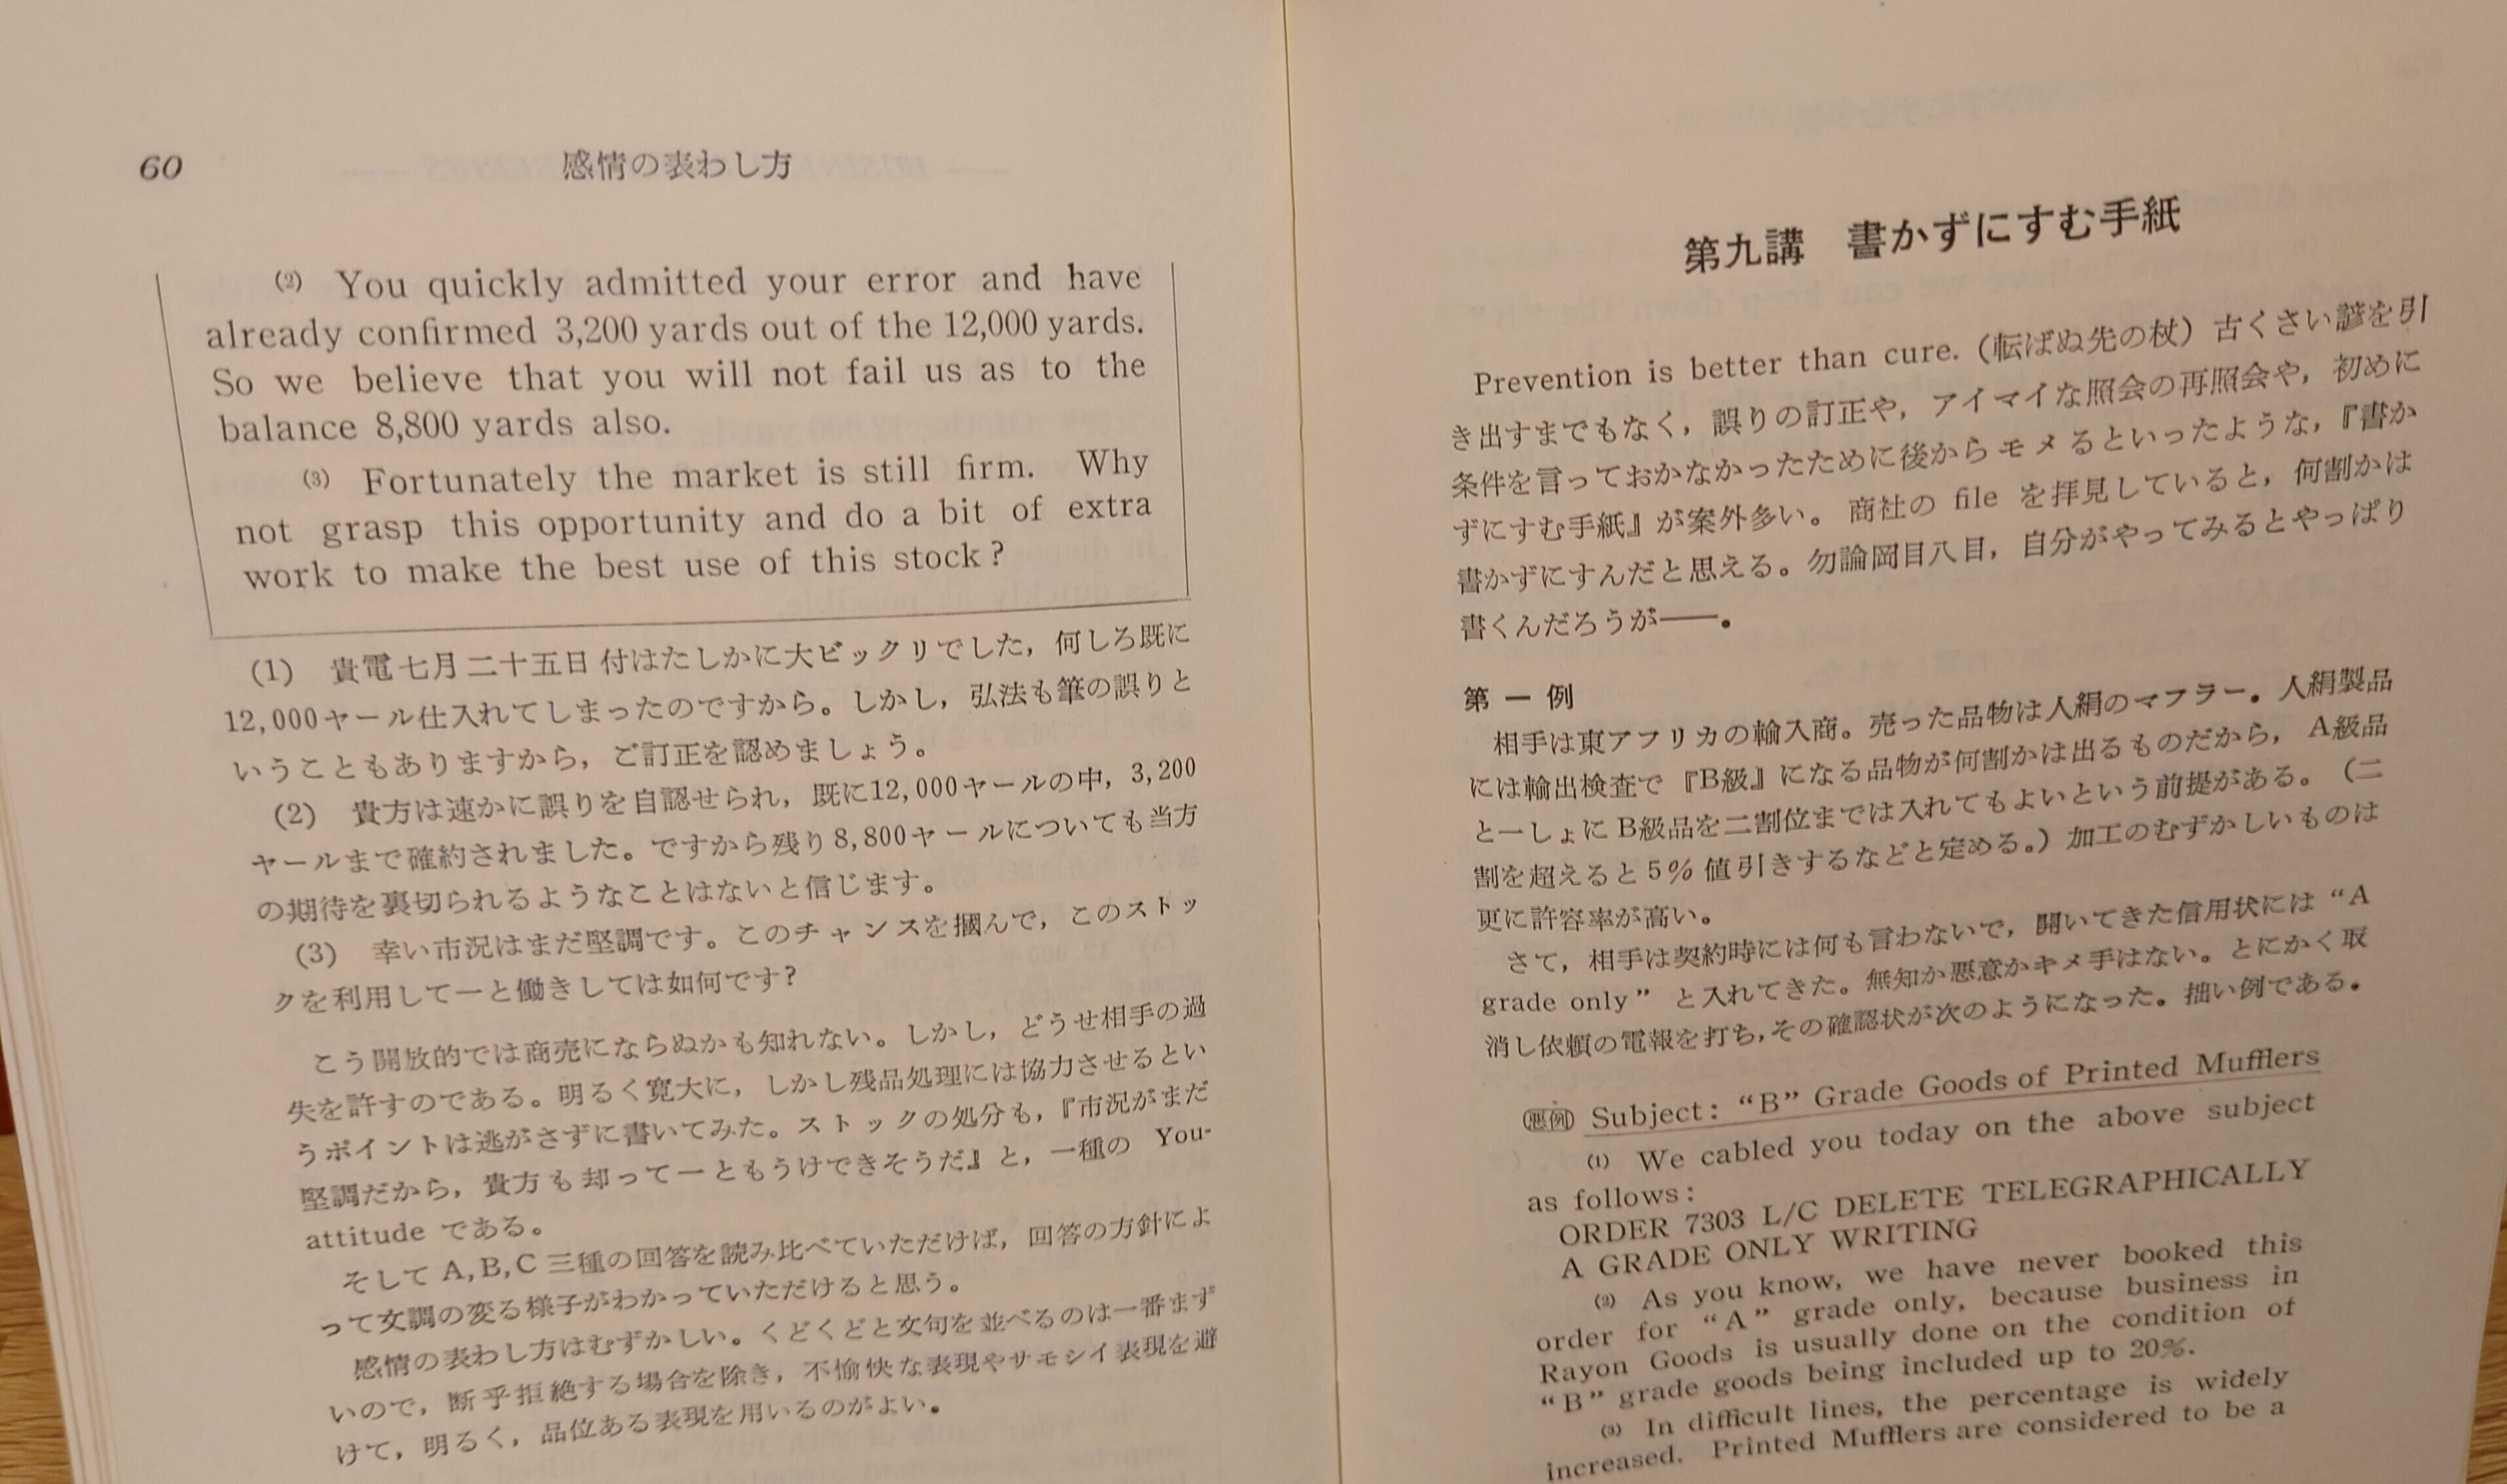 60
感情の表わし方
(2) You quickly admitted your error and have
already confirmed 3,200 yards out of the 12,000 yards.
So we believe that you will not fail us as to the
balance 8,800 yards also.
(3) Fortunately the market is still firm. Why
not grasp this opportunity and do a bit of extra
work to make the best use of this stock?
(1) 貴電七月二十五日付はたしかに大ビックリでした，何しろ既に
12,000ヤール仕入れてしまったのですから。しかし，弘法も筆の誤りと
いうこともありますから，ご訂正を認めましょう。
(2) 貴方は速かに誤りを自認せられ，既に12,000ヤールの中，3,200
ヤールまで確約されました。ですから残り8,800ヤールについても当方
の期待を裏切られるようなことはないと信じます。
(3) 幸い市況はまだ堅調です。このチャンスを摑んで，このストッ
クを利用して一と働きしては如何です?
こう開放的では商売にならぬかも知れない。しかし，どうせ相手の過
失を許すのである。明るく寛大に，しかし残品処理には協力させるとい
うポイントは逃がさずに書いてみた。ストックの処分も，『市況がまだ
堅調だから，貴方も却って一ともうけできそうだ』と，一種の You-
attitude である。
そして A, B, C 三種の回答を読み比べていただけば，回答の方針によ
って文調の変る様子がわかっていただけると思う。
感情の表わし方はむずかしい。くどくどと文句を並べるのは一番まず
いので，断乎拒絶する場合を除き，不愉快な表現やサモシイ表現を避
けて，明るく，品位ある表現を用いるのがよい。
第九講 書かずにすむ手紙
Prevention is better than cure.（転ばぬ先の杖）古くさい諺を引
き出すまでもなく，誤りの訂正や，アイマイな照会の再照会や，初めに
条件を言っておかなかったために後からモメるといったような，『書か
ずにすむ手紙』が案外多い。商社の file を拝見していると，何割かは
書かずにすんだと思える。勿論岡目八目，自分がやってみるとやっぱり
書くんだろうが——。
第一例
相手は東アフリカの輸入商。売った品物は人絹のマフラー。人絹製品
には輸出検査で『B級』になる品物が何割かは出るものだから，A級品
と一しょに B級品を二割位までは入れてもよいという前提がある。（二
割を超えると5% 値引きするなどと定める。）加工のむずかしいものは
更に許容率が高い。
さて，相手は契約時には何も言わないで，開いてきた信用状には “A
grade only” と入れてきた。無知か悪意かキメ手はない。とにかく取
消し依頼の電報を打ち，その確認状が次のようになった。拙い例である。
悪例 Subject: “B” Grade Goods of Printed Mufflers
(1) We cabled you today on the above subject
as follows:
ORDER 7303 L/C DELETE TELEGRAPHICALLY
A GRADE ONLY WRITING
(2) As you know, we have never booked this
order for “A” grade only, because business in
Rayon Goods is usually done on the condition of
“B” grade goods being included up to 20%.
(3) In difficult lines, the percentage is widely
increased. Printed Mufflers are considered to be a